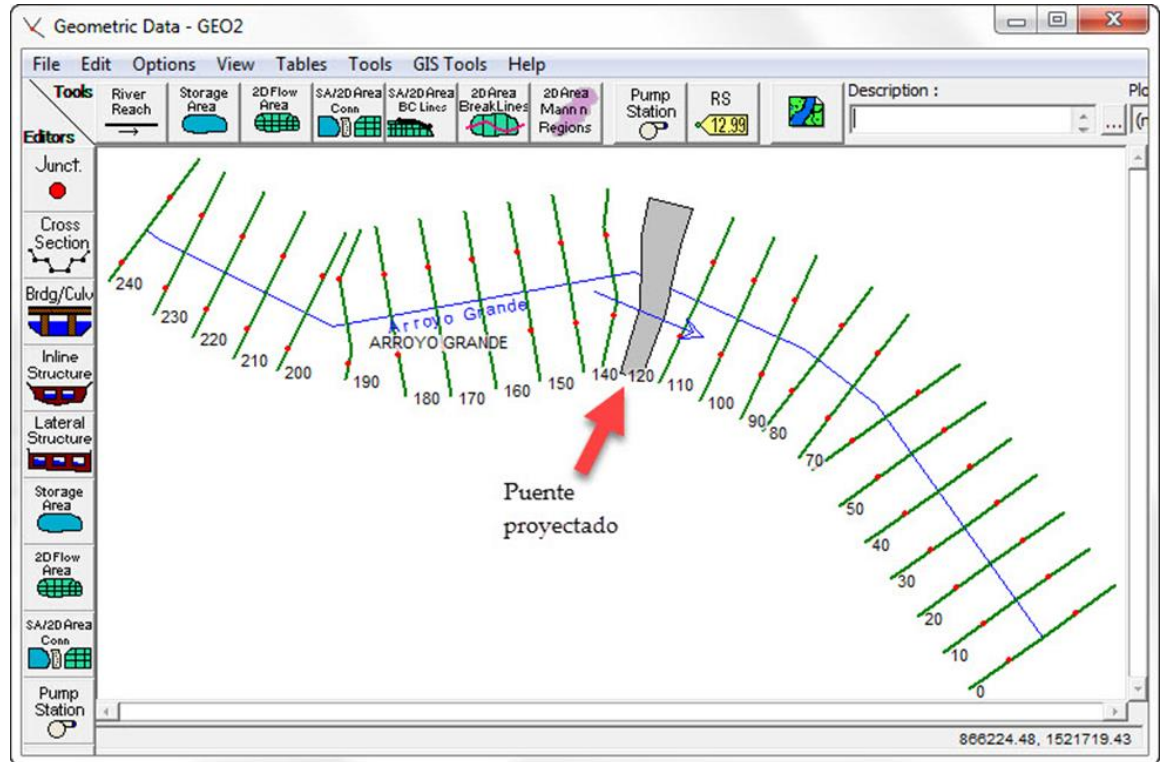 Geometric Data - GEO2
File Edit Options View Tables Tools GIS Tools Help
Tools
Editors
River Reach
Storage Area
2D Flow Area
SA/2D Area Conn
SA/2D Area BC Lines
2D Area BreakLines
2D Area Mann n Regions
Pump Station
RS
12.99
Description :
...
Junct.
Cross Section
Brdg/Culv
Inline Structure
Lateral Structure
Storage Area
2D Flow Area
SA/2D Area Conn
Pump Station
240
230
220
210
200
190
180
170
160
150
140
120
110
100
90
80
70
50
40
30
20
10
0
Arroyo Grande
ARROYO GRANDE
Puente
proyectado
866224.48, 1521719.43